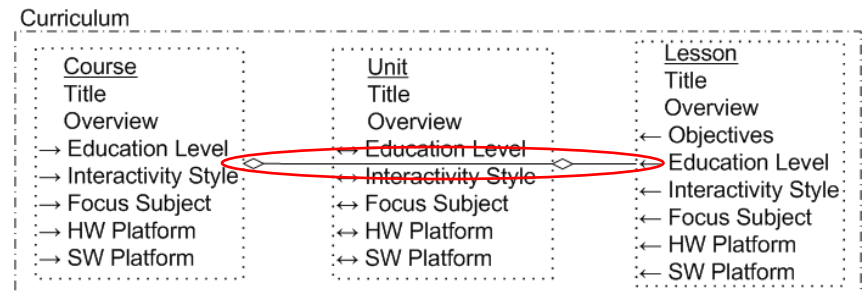 Curriculum
Course
Title
Overview
→ Education Level
→ Interactivity Style
→ Focus Subject
→ HW Platform
→ SW Platform
Unit
Title
Overview
↔ Education Level
↔ Interactivity Style
↔ Focus Subject
↔ HW Platform
↔ SW Platform
Lesson
Title
Overview
← Objectives
← Education Level
← Interactivity Style
← Focus Subject
← HW Platform
← SW Platform